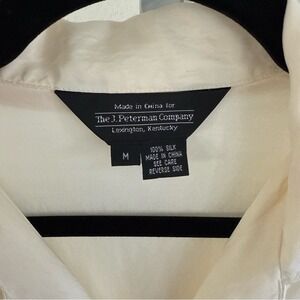 Made in China for
The J. Peterman Company
Lexington, Kentucky
M
100% SILK
MADE IN CHINA
SEE CARE
REVERSE SIDE